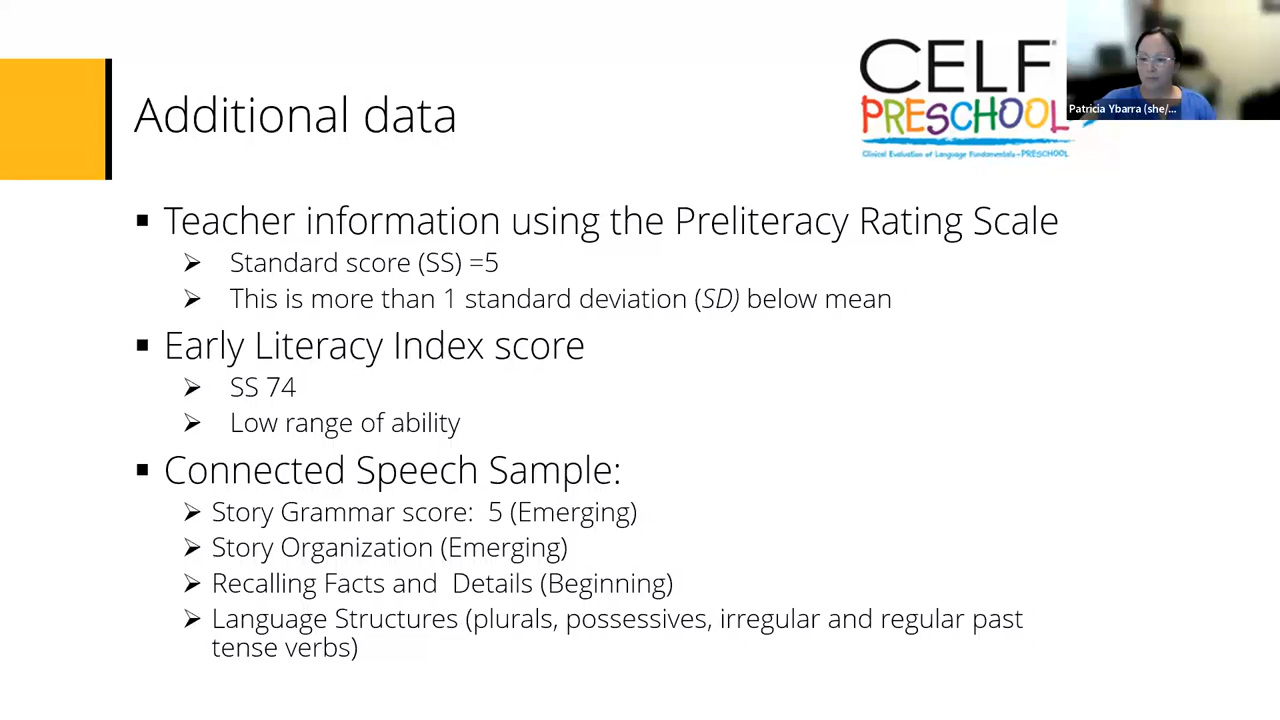 Additional data
CELF
PRESCHOOL
Clinical Evaluation of Language Fundamentals-PRESCHOOL
Patricia Ybarra (she/...
▪ Teacher information using the Preliteracy Rating Scale
➢ Standard score (SS) =5
➢ This is more than 1 standard deviation (SD) below mean
▪ Early Literacy Index score
➢ SS 74
➢ Low range of ability
▪ Connected Speech Sample:
➢ Story Grammar score:  5 (Emerging)
➢ Story Organization (Emerging)
➢ Recalling Facts and  Details (Beginning)
➢ Language Structures (plurals, possessives, irregular and regular past
tense verbs)